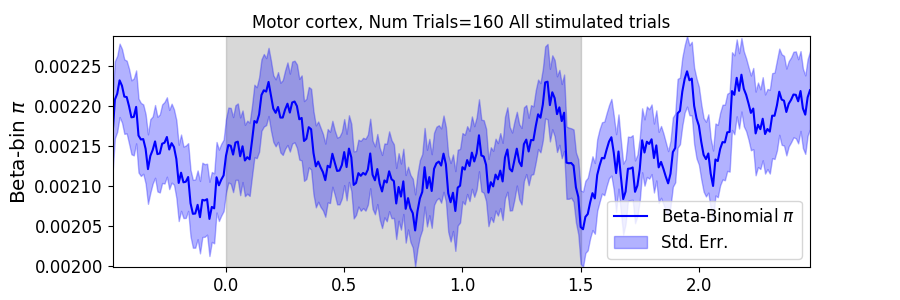 Motor cortex, Num Trials=160 All stimulated trials
Beta-bin π
0.00225
0.00220
0.00215
0.00210
0.00205
0.00200
0.0 0.5 1.0 1.5 2.0
Beta-Binomial π
Std. Err.